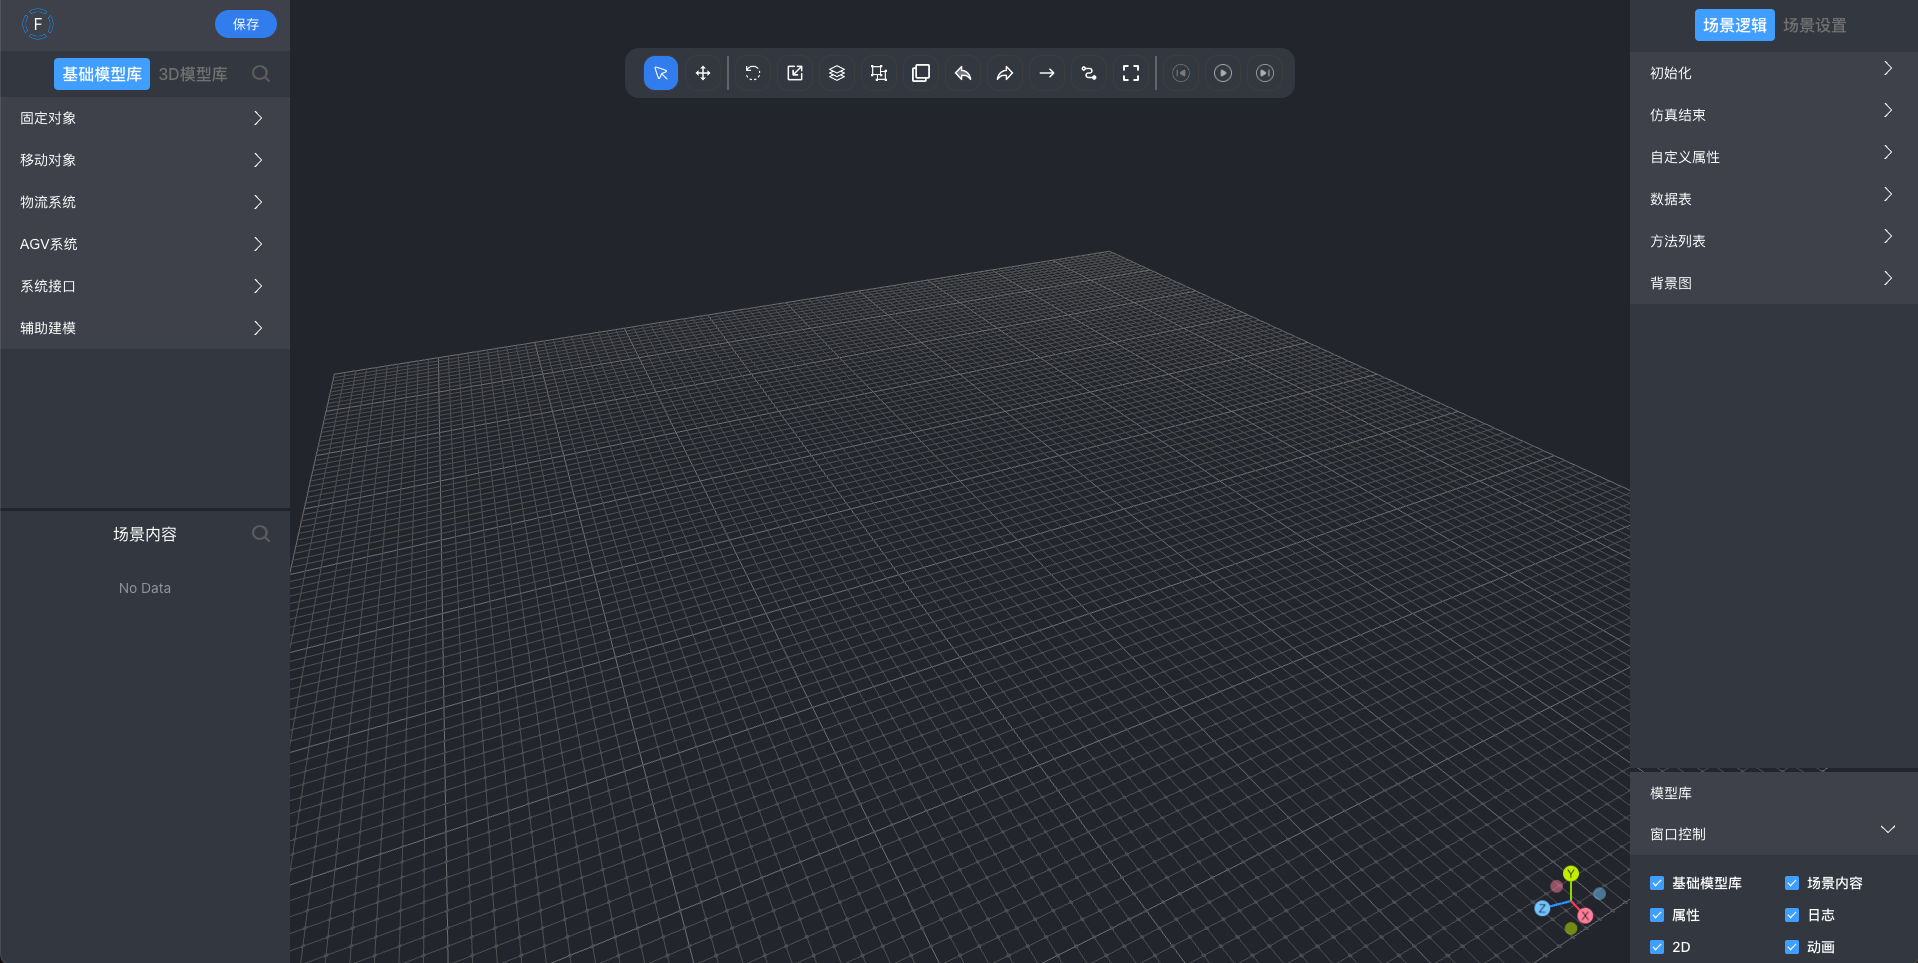 F
保存
基础模型库 3D模型库
固定对象
移动对象
物流系统
AGV系统
系统接口
辅助建模
场景内容
No Data
场景逻辑 场景设置
初始化
仿真结束
自定义属性
数据表
方法列表
背景图
模型库
窗口控制
基础模型库 场景内容
属性 日志
2D 动画
Y
Z
X